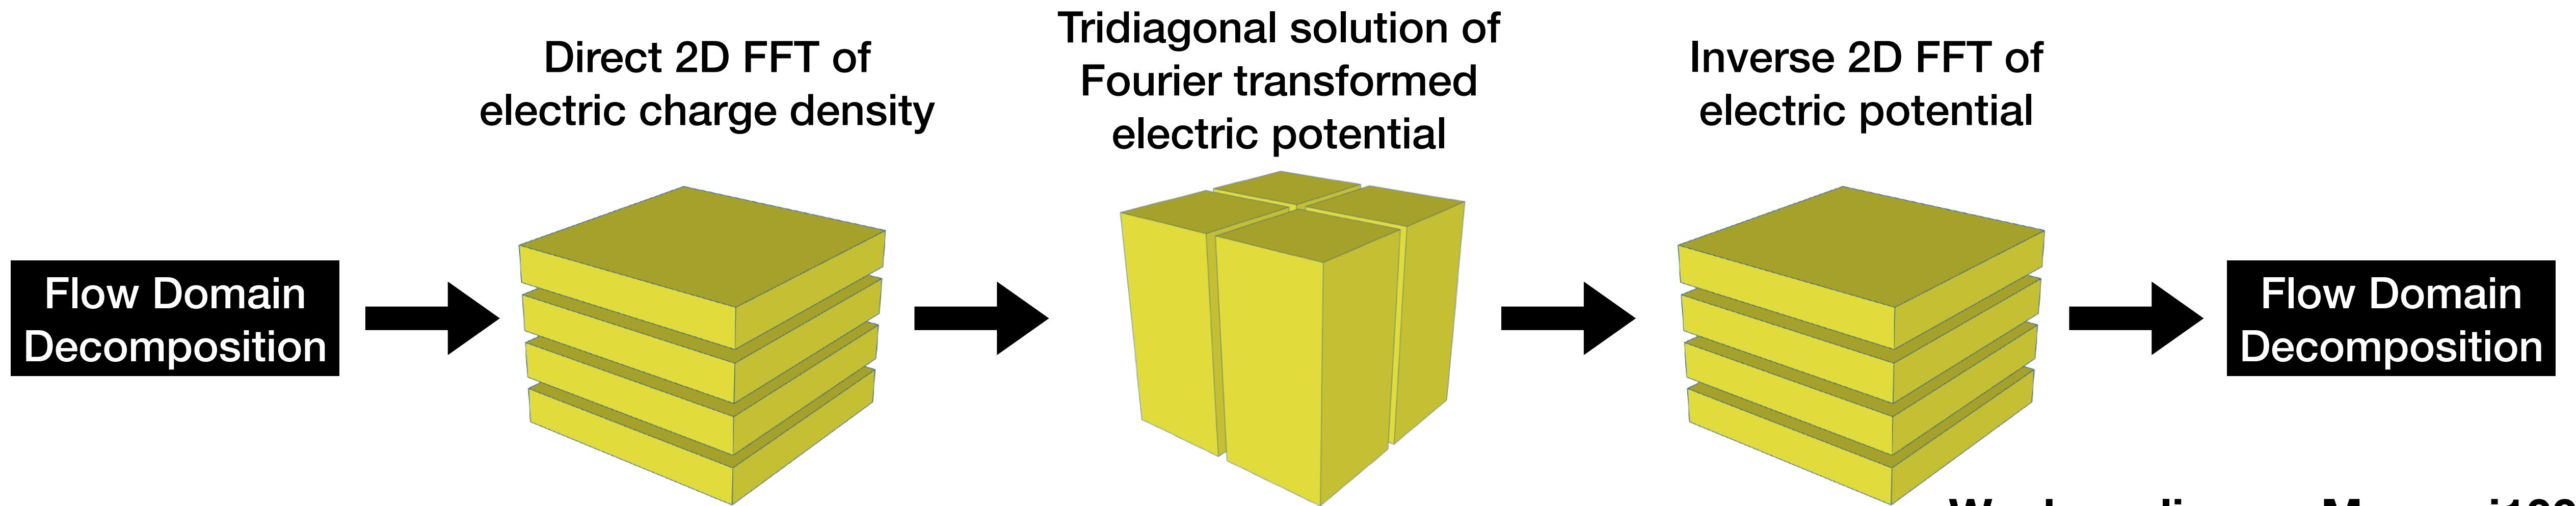 Flow Domain
Decomposition
Direct 2D FFT of
electric charge density
Tridiagonal solution of
Fourier transformed
electric potential
Inverse 2D FFT of
electric potential
Flow Domain
Decomposition